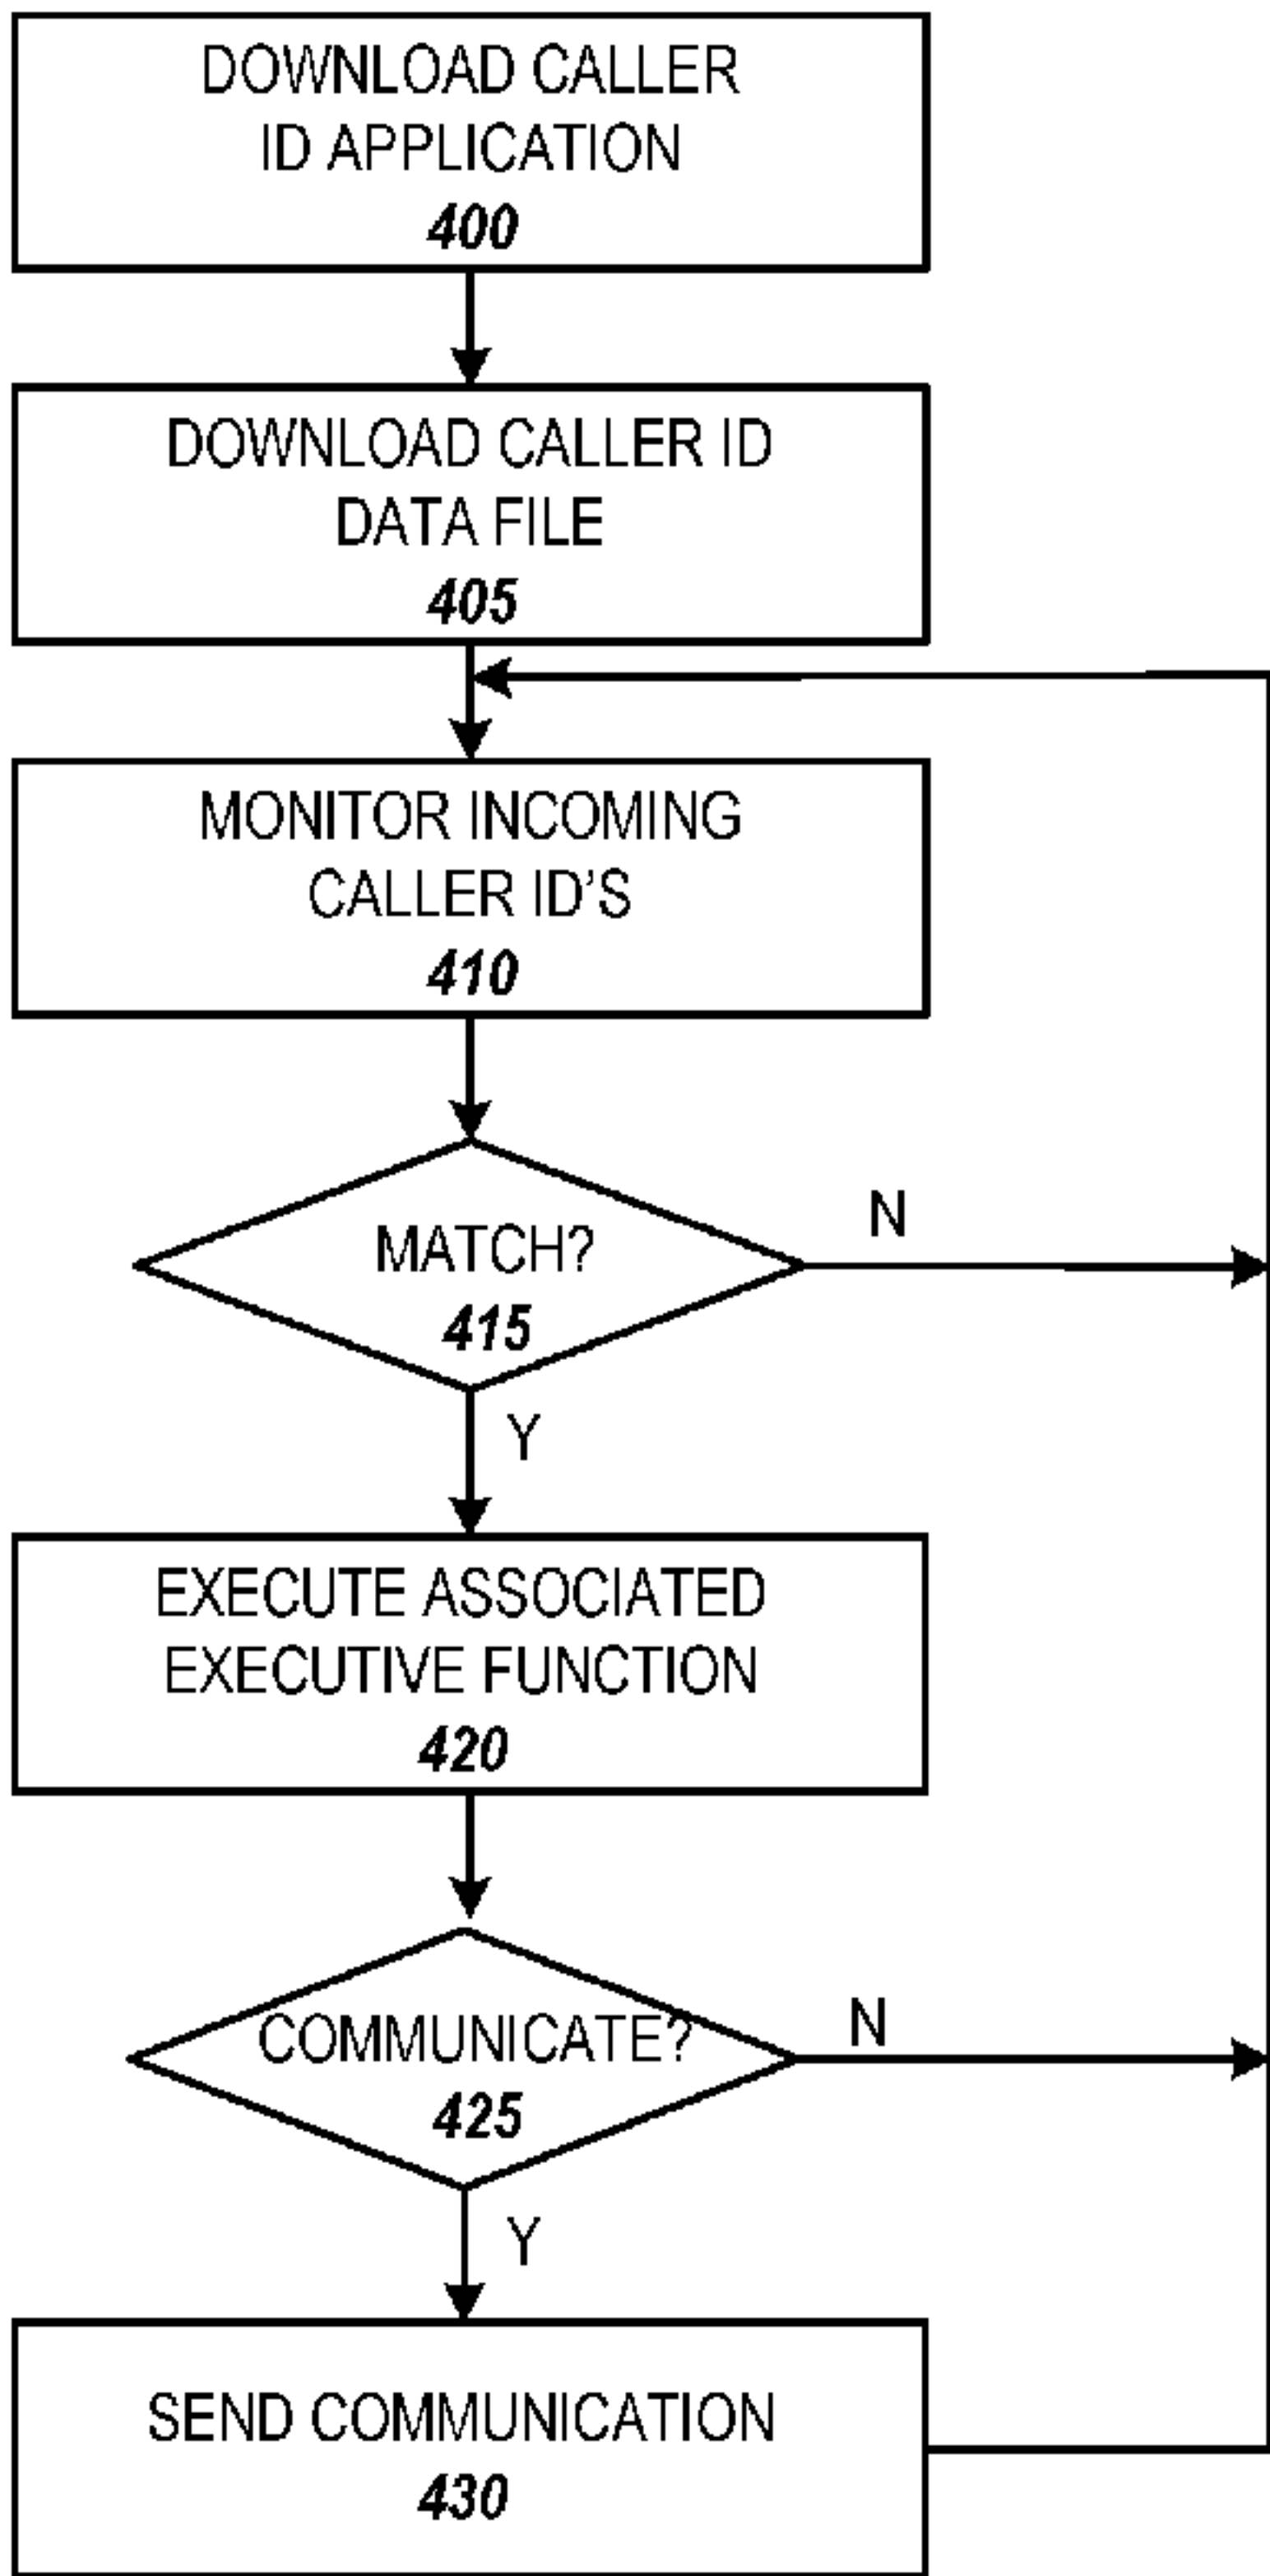 DOWNLOAD CALLER
ID APPLICATION
400
DOWNLOAD CALLER ID
DATA FILE
405
MONITOR INCOMING
CALLER ID'S
410
MATCH?
415
N
Y
EXECUTE ASSOCIATED
EXECUTIVE FUNCTION
420
COMMUNICATE?
425
N
Y
SEND COMMUNICATION
430